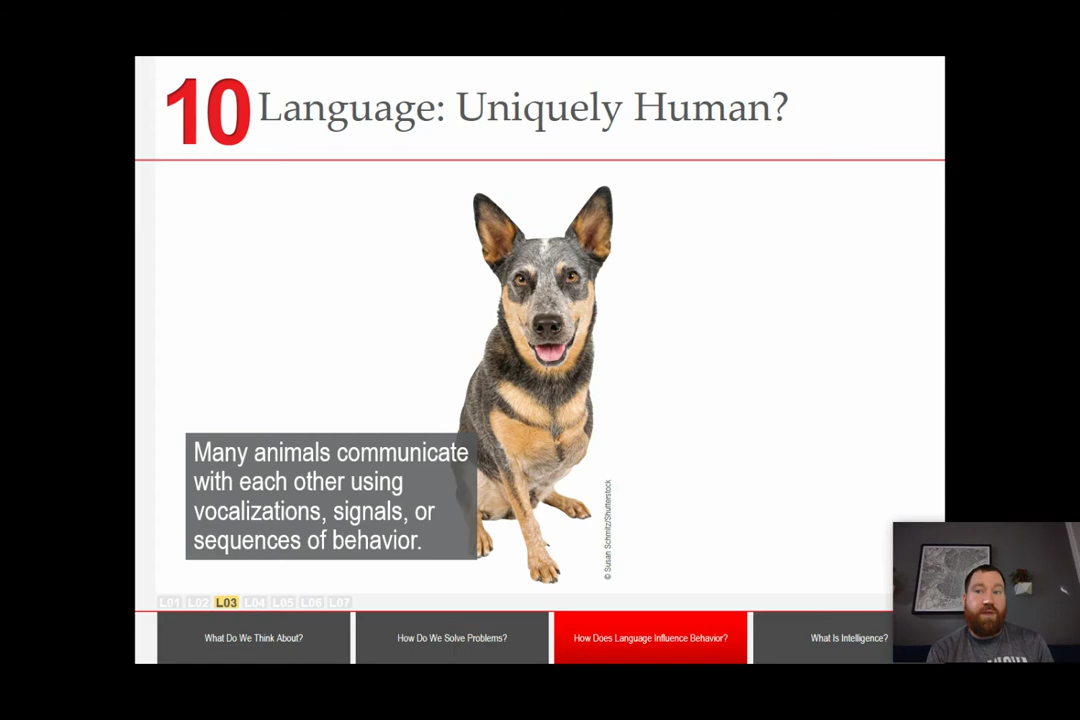 10 Language: Uniquely Human?
Many animals communicate
with each other using
vocalizations, signals, or
sequences of behavior.
© Susan Schmitz/Shutterstock
L01 L02 L03 L04 L05 L06 L07
What Do We Think About?
How Do We Solve Problems?
How Does Language Influence Behavior?
What Is Intelligence?